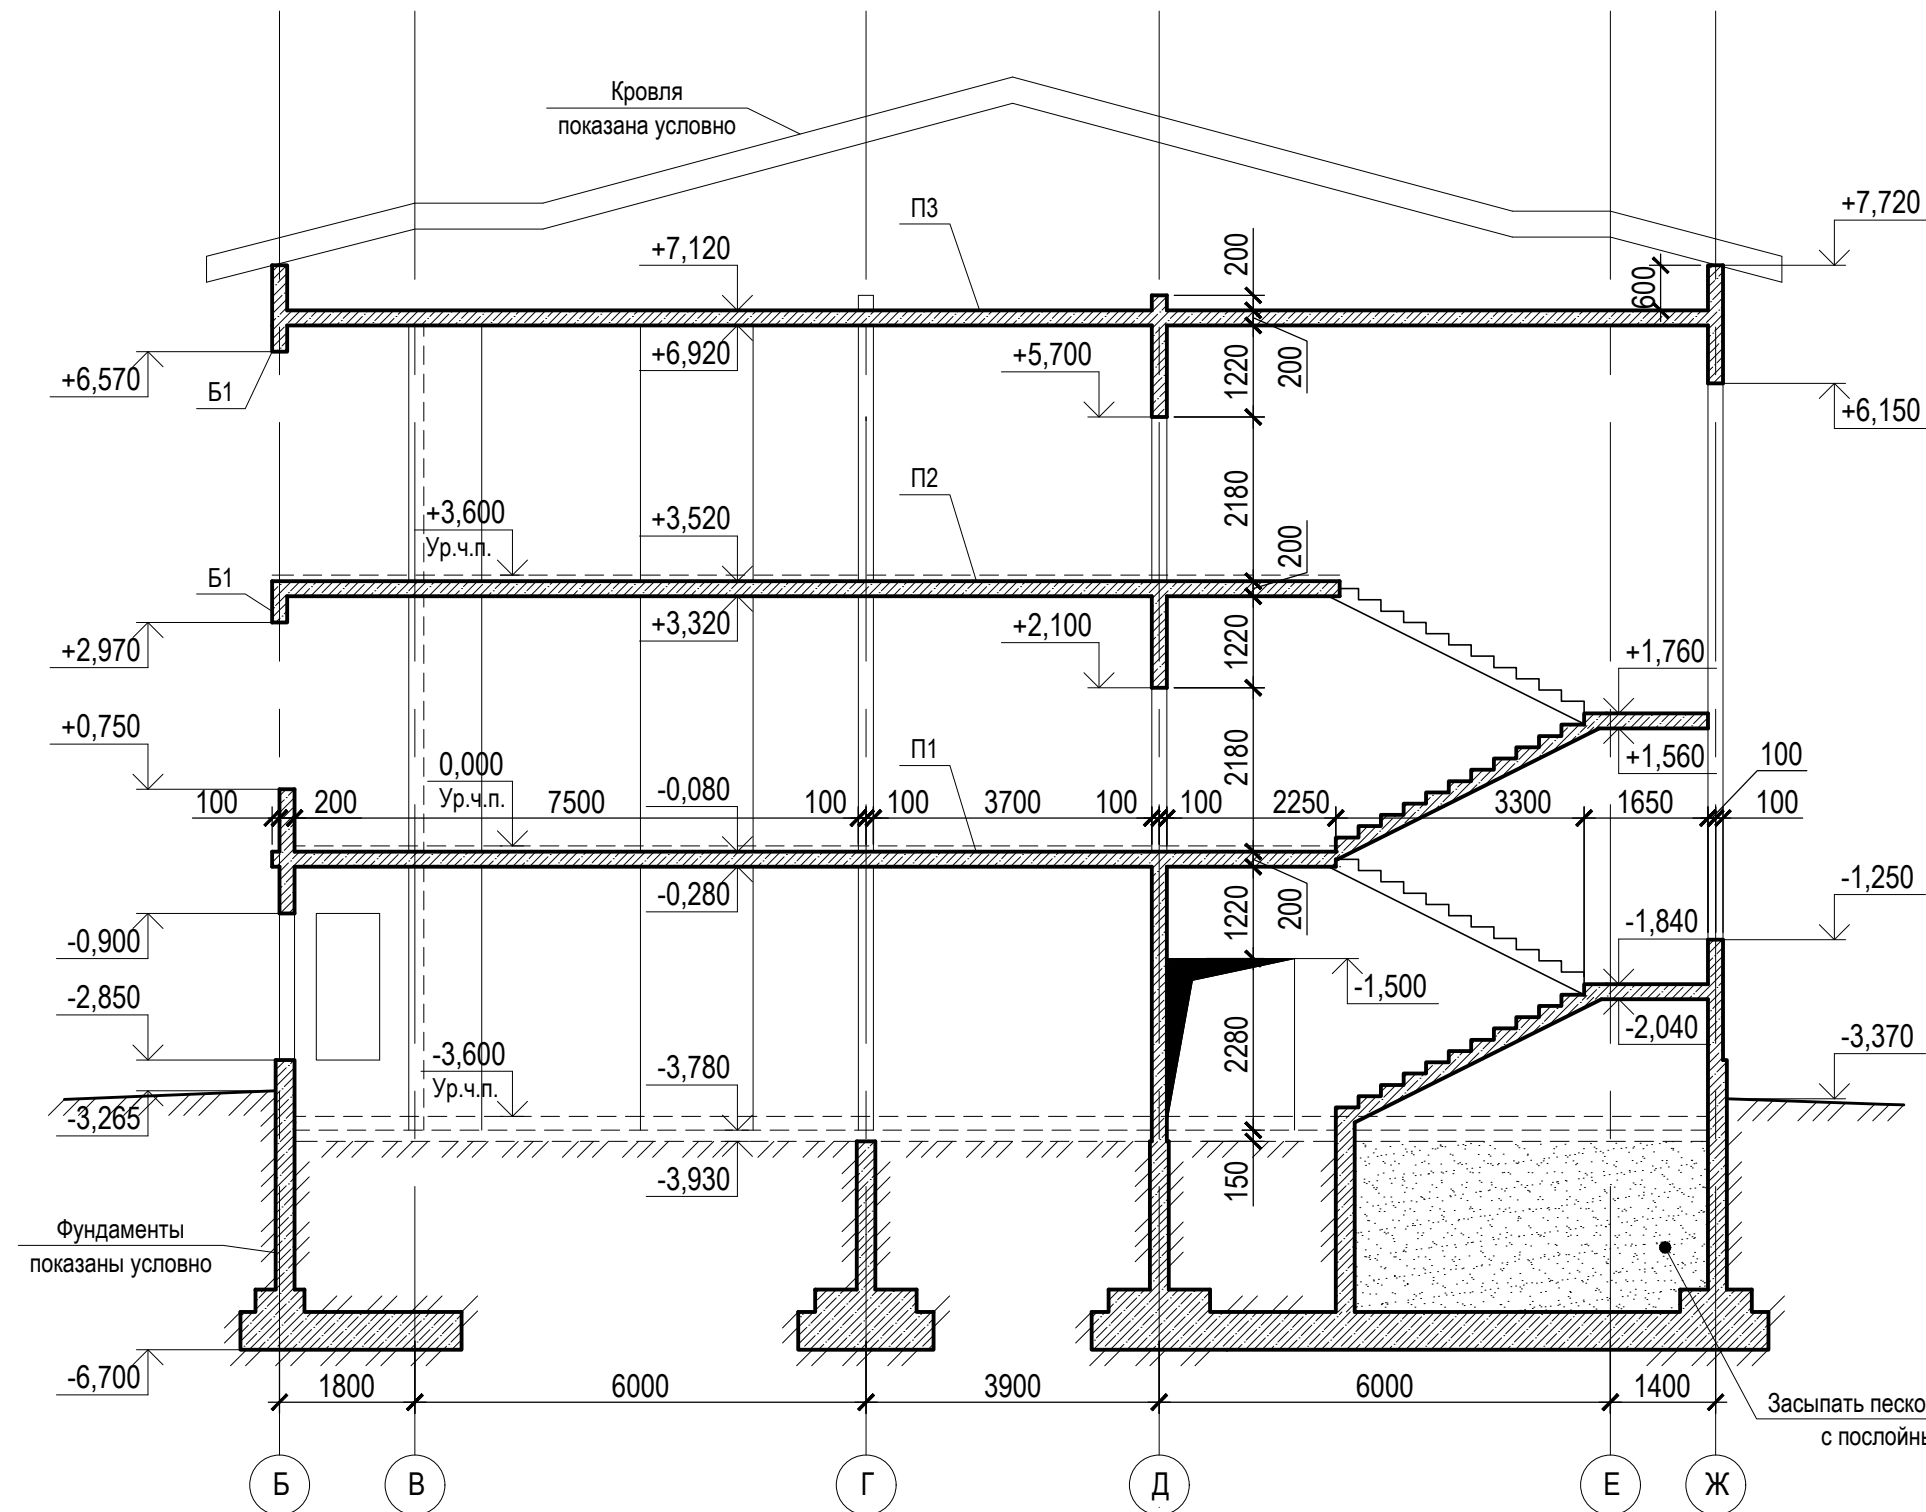 Кровля
показана условно
П3
+7,120
+7,720
200
600
+6,570
Б1
+6,920
+5,700
1220
200
+6,150
П2
2180
+3,600
Ур.ч.п.
+3,520
200
Б1
+2,970
+3,320
+2,100
1220
+1,760
+0,750
0,000
Ур.ч.п.
-0,080
П1
2180
+1,560
100
100
200
7500
100
100
3700
100
100
2250
3300
1650
100
-0,900
-0,280
1220
200
-1,250
-1,840
-2,850
-1,500
-2,040
-3,600
Ур.ч.п.
-3,780
2280
-3,370
-3,265
-3,930
150
Фундаменты
показаны условно
-6,700
1800
6000
3900
6000
1400
Засыпать песко
с послойны
Б
В
Г
Д
Е
Ж